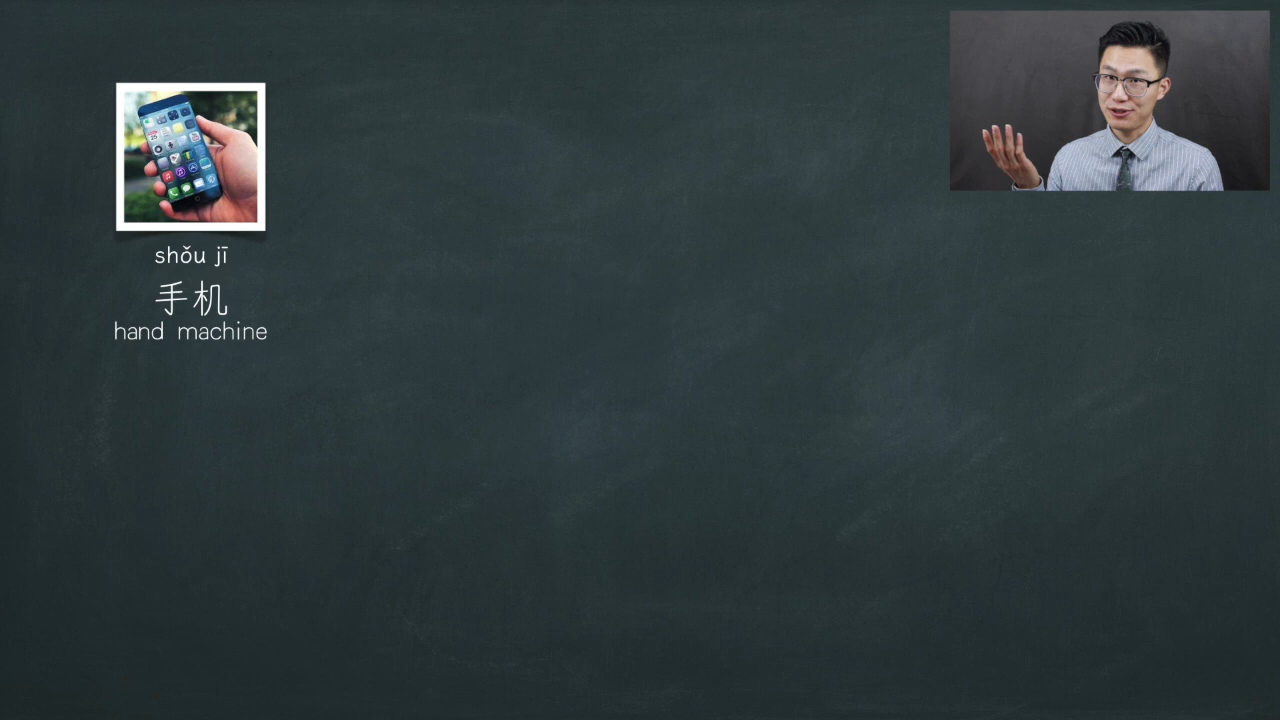 shǒu jī
手机
hand machine